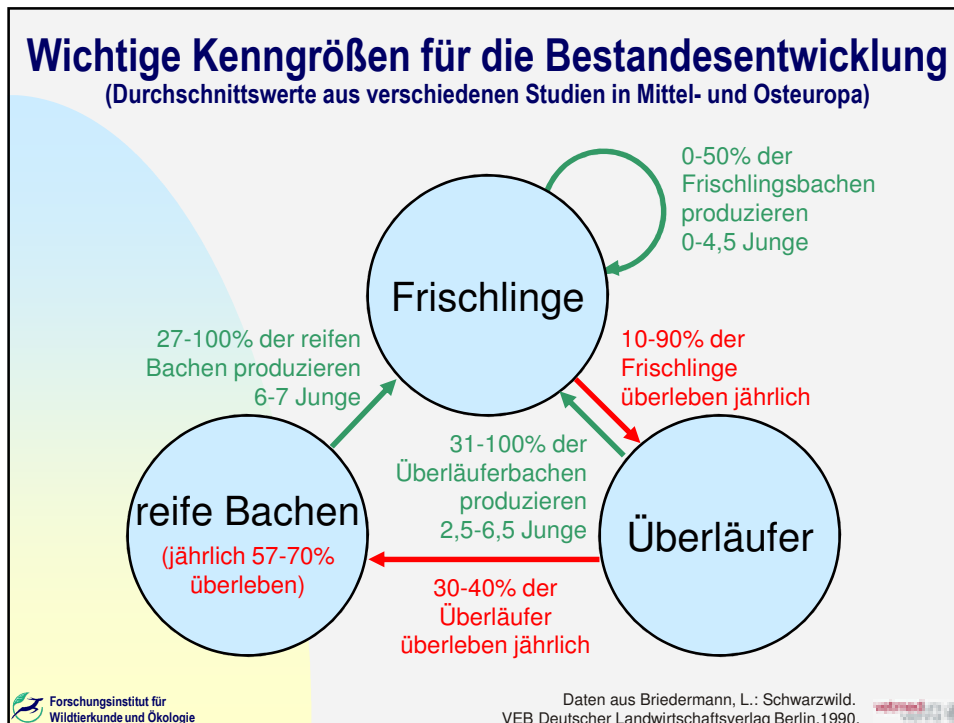 Wichtige Kenngrößen für die Bestandesentwicklung
(Durchschnittswerte aus verschiedenen Studien in Mittel- und Osteuropa)
0-50% der
Frischlingsbachen
produzieren
0-4,5 Junge
Frischlinge
27-100% der reifen
Bachen produzieren
6-7 Junge
10-90% der
Frischlinge
überleben jährlich
31-100% der
Überläuferbachen
produzieren
2,5-6,5 Junge
reife Bachen
(jährlich 57-70%
überleben)
Überläufer
30-40% der
Überläufer
überleben jährlich
Forschungsinstitut für
Wildtierkunde und Ökologie
Daten aus Briedermann, L.: Schwarzwild.
VEB Deutscher Landwirtschaftsverlag Berlin,1990.